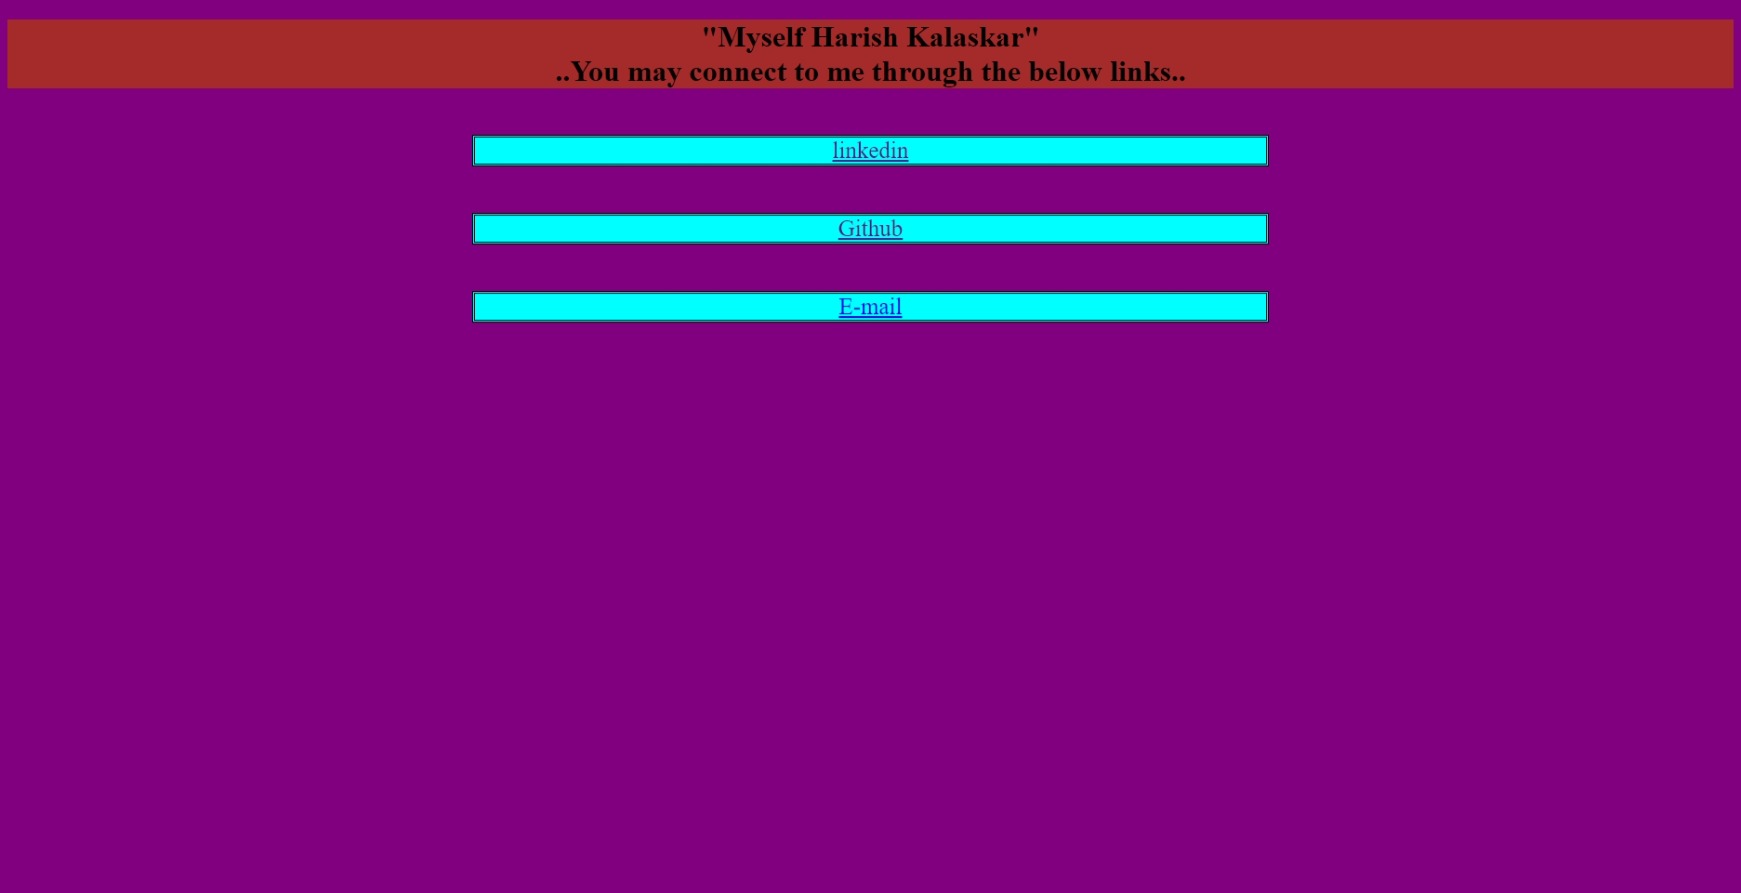 "Myself Harish Kalaskar"
..You may connect to me through the below links..
linkedin
Github
E-mail